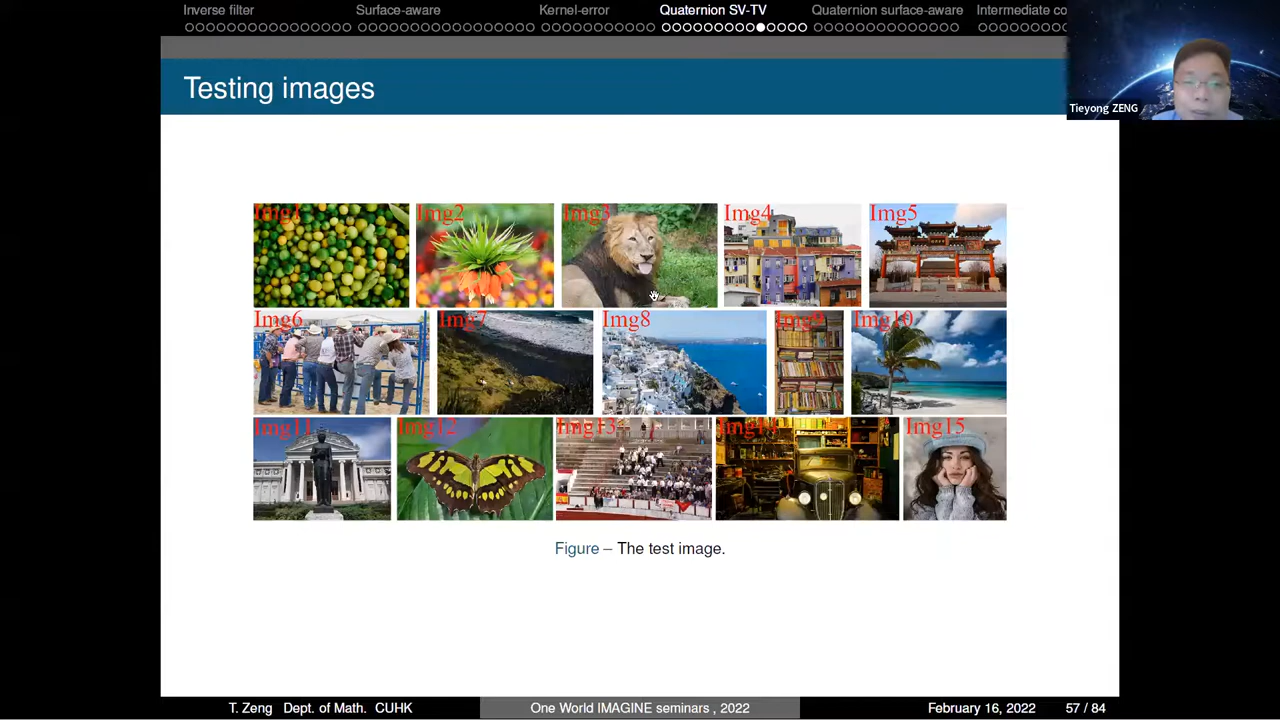 Inverse filter Surface-aware Kernel-error Quaternion SV-TV Quaternion surface-aware Intermediate co
Testing images
Tieyong ZENG
Img1 Img2 Img3 Img4 Img5
Img6 Img7 Img8 Img9 Img10
Img11 Img12 Img13 Img14 Img15
Figure – The test image.
T. Zeng Dept. of Math. CUHK One World IMAGINE seminars , 2022 February 16, 2022 57 / 84